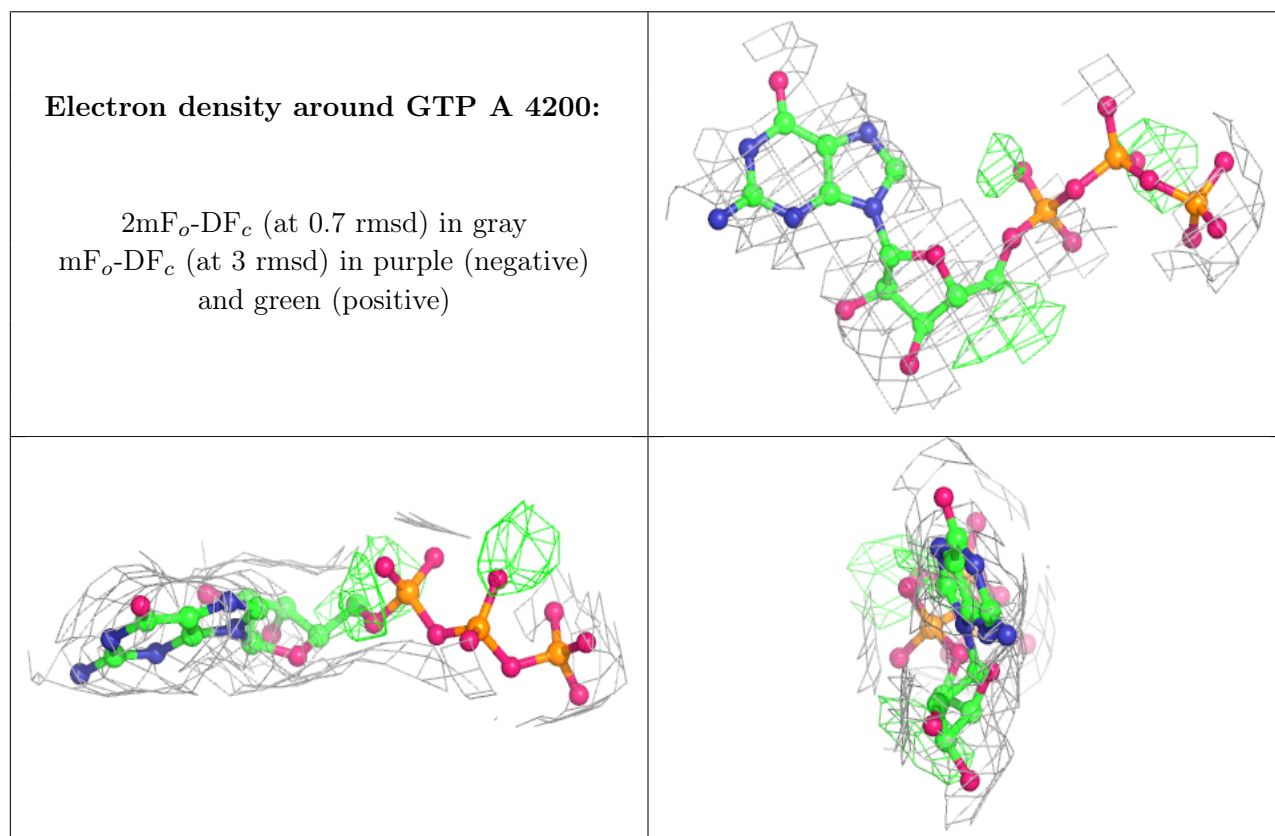 Electron density around GTP A 4200:
2mFₒ-DF𝒸 (at 0.7 rmsd) in gray
mFₒ-DF𝒸 (at 3 rmsd) in purple (negative)
and green (positive)